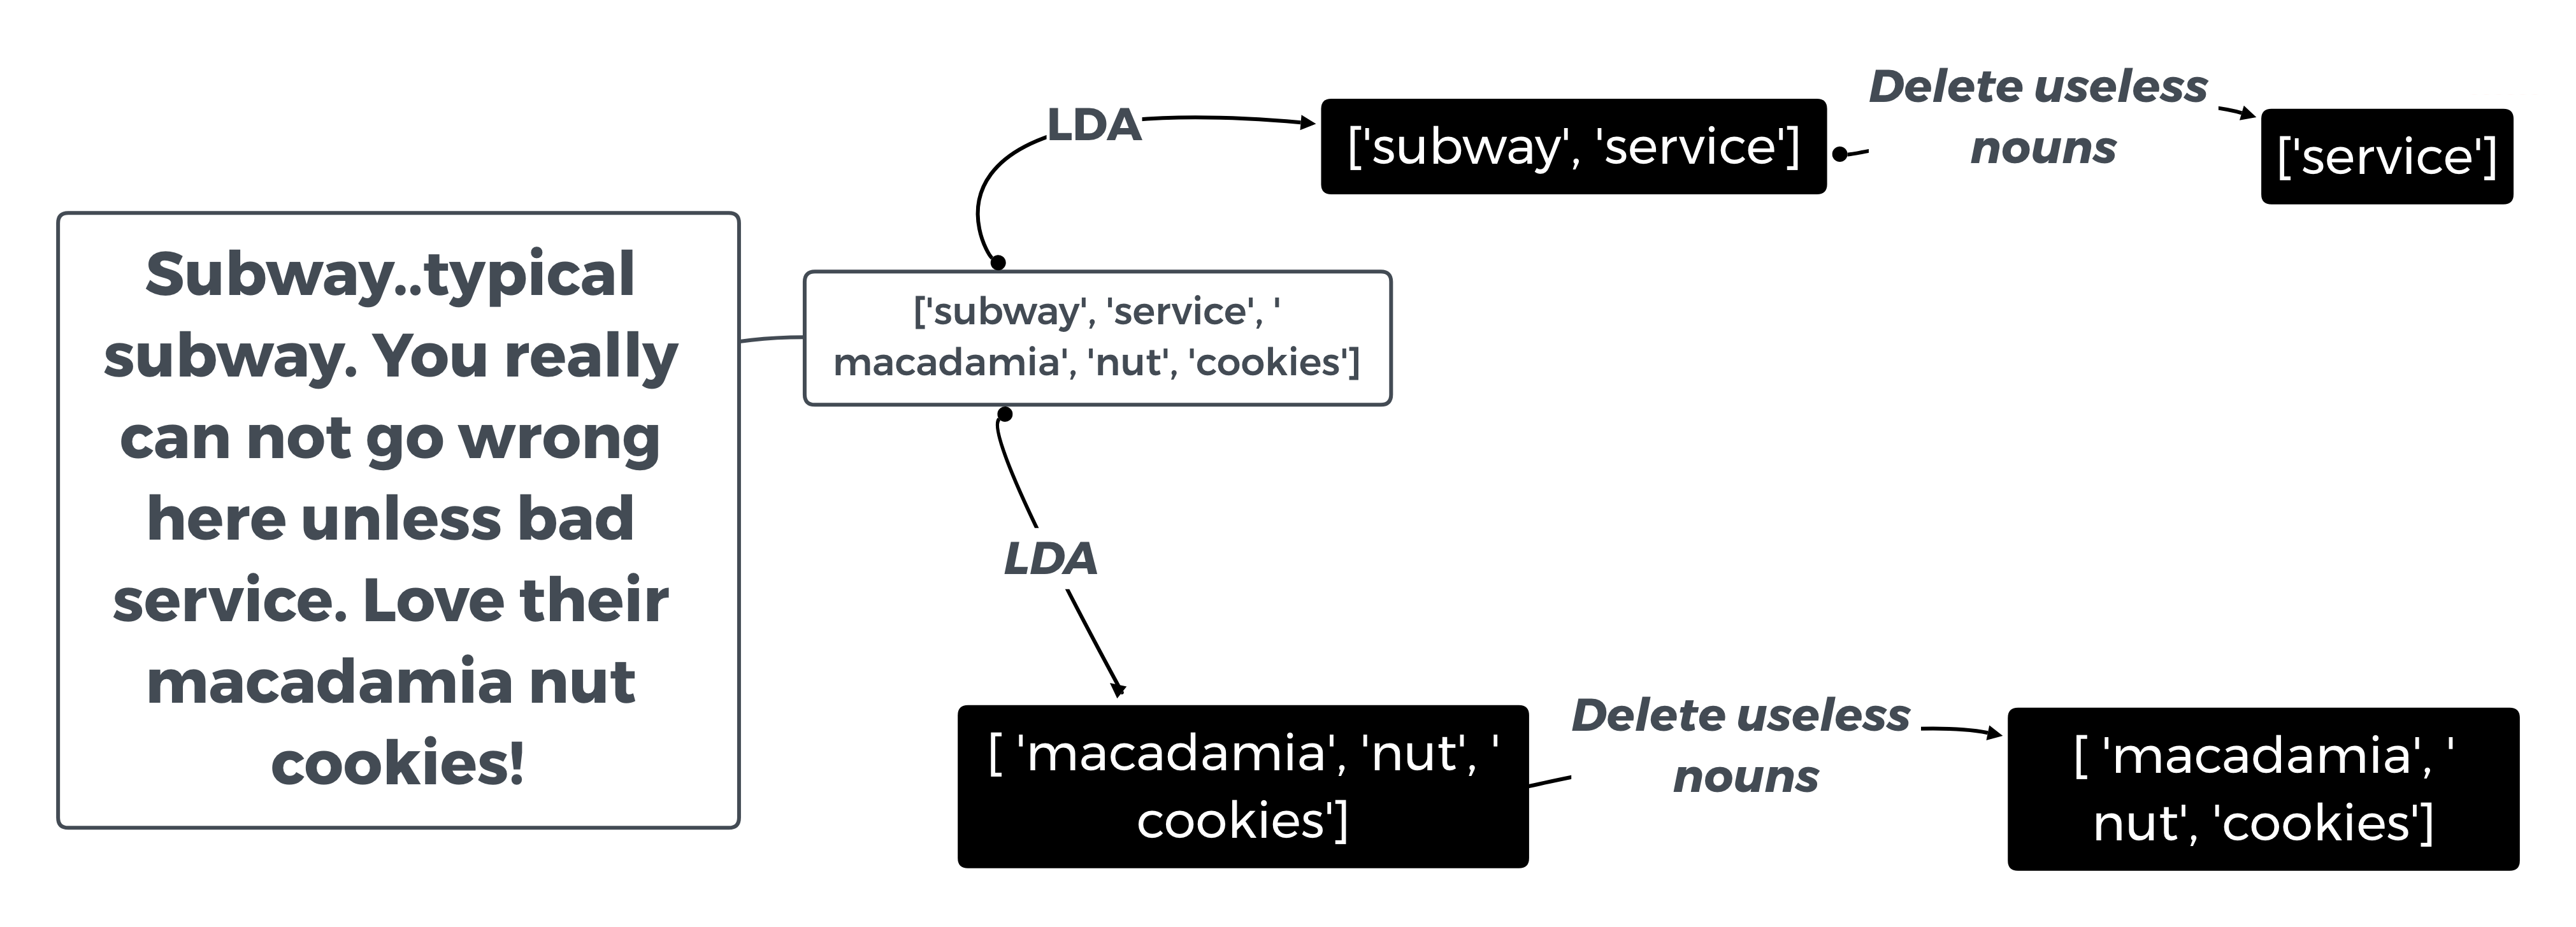 Subway..typical
subway. You really
can not go wrong
here unless bad
service. Love their
macadamia nut
cookies!
['subway', 'service', '
macadamia', 'nut', 'cookies']
LDA
['subway', 'service']
Delete useless
nouns
['service']
LDA
[ 'macadamia', 'nut', '
cookies']
Delete useless
nouns
[ 'macadamia', '
nut', 'cookies']